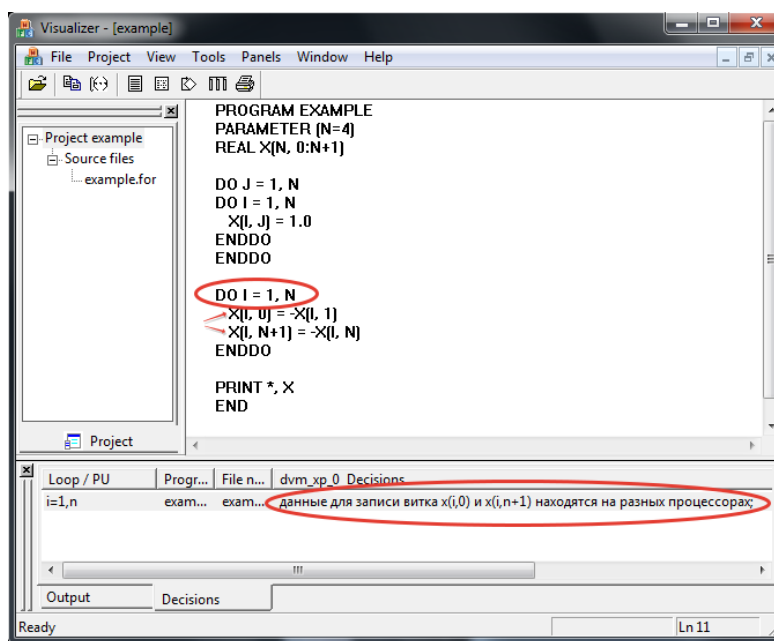 Visualizer - [example]
File Project View Tools Panels Window Help
Project example
Source files
example.for
Project
PROGRAM EXAMPLE
PARAMETER (N=4)
REAL X(N, 0:N+1)
DO J = 1, N
DO I = 1, N
X(I, J) = 1.0
ENDDO
ENDDO
DO I = 1, N
X(I, 0) = -X(I, 1)
X(I, N+1) = -X(I, N)
ENDDO
PRINT *, X
END
Loop / PU Progr... File n... dvm_xp_0 Decisions
i=1,n exam... exam... данные для записи витка x(i,0) и x(i,n+1) находятся на разных процессорах;
Output Decisions
Ready Ln 11